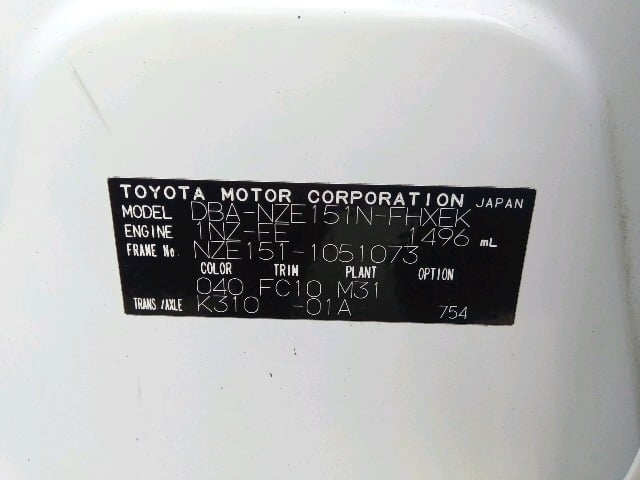 TOYOTA MOTOR CORPORATION JAPAN
MODEL DBA-NZE151N-FHXEK
ENGINE 1NZ-FE 1496 mL
FRAME No. NZE151-1051073
COLOR TRIM PLANT OPTION
040 FC10 M31
TRANS/AXLE K310 -01A 754